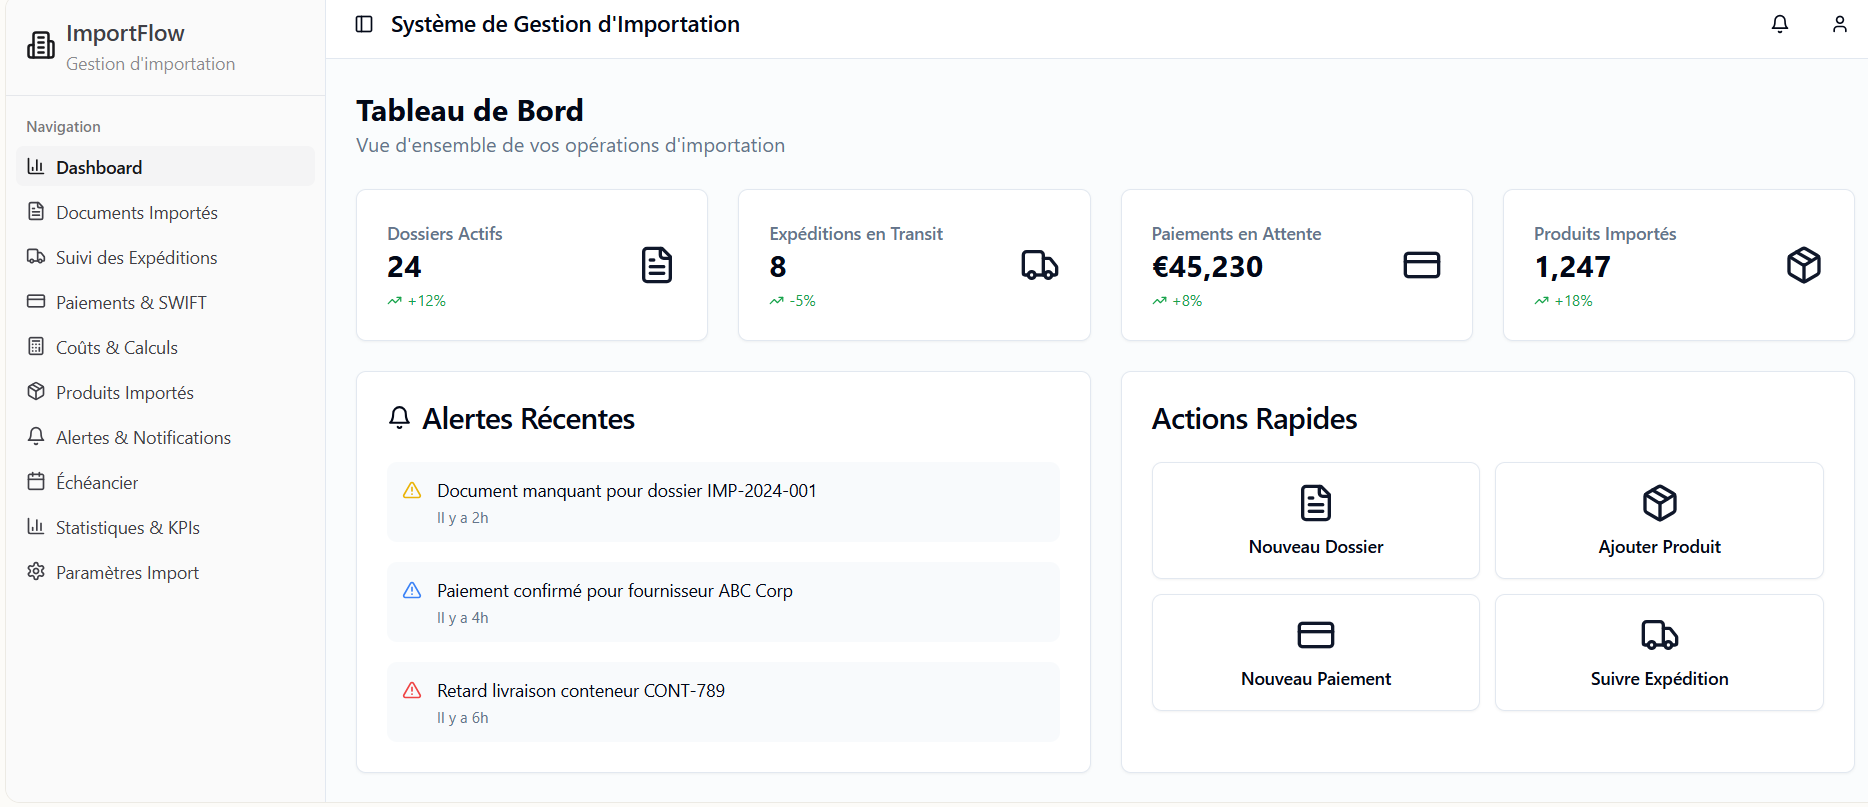 ImportFlow
Gestion d'importation
Navigation
Dashboard
Documents Importés
Suivi des Expéditions
Paiements & SWIFT
Coûts & Calculs
Produits Importés
Alertes & Notifications
Échéancier
Statistiques & KPIs
Paramètres Import
Système de Gestion d'Importation
Tableau de Bord
Vue d'ensemble de vos opérations d'importation
Dossiers Actifs
24
+12%
Expéditions en Transit
8
-5%
Paiements en Attente
€45,230
+8%
Produits Importés
1,247
+18%
Alertes Récentes
Document manquant pour dossier IMP-2024-001
Il y a 2h
Paiement confirmé pour fournisseur ABC Corp
Il y a 4h
Retard livraison conteneur CONT-789
Il y a 6h
Actions Rapides
Nouveau Dossier
Ajouter Produit
Nouveau Paiement
Suivre Expédition